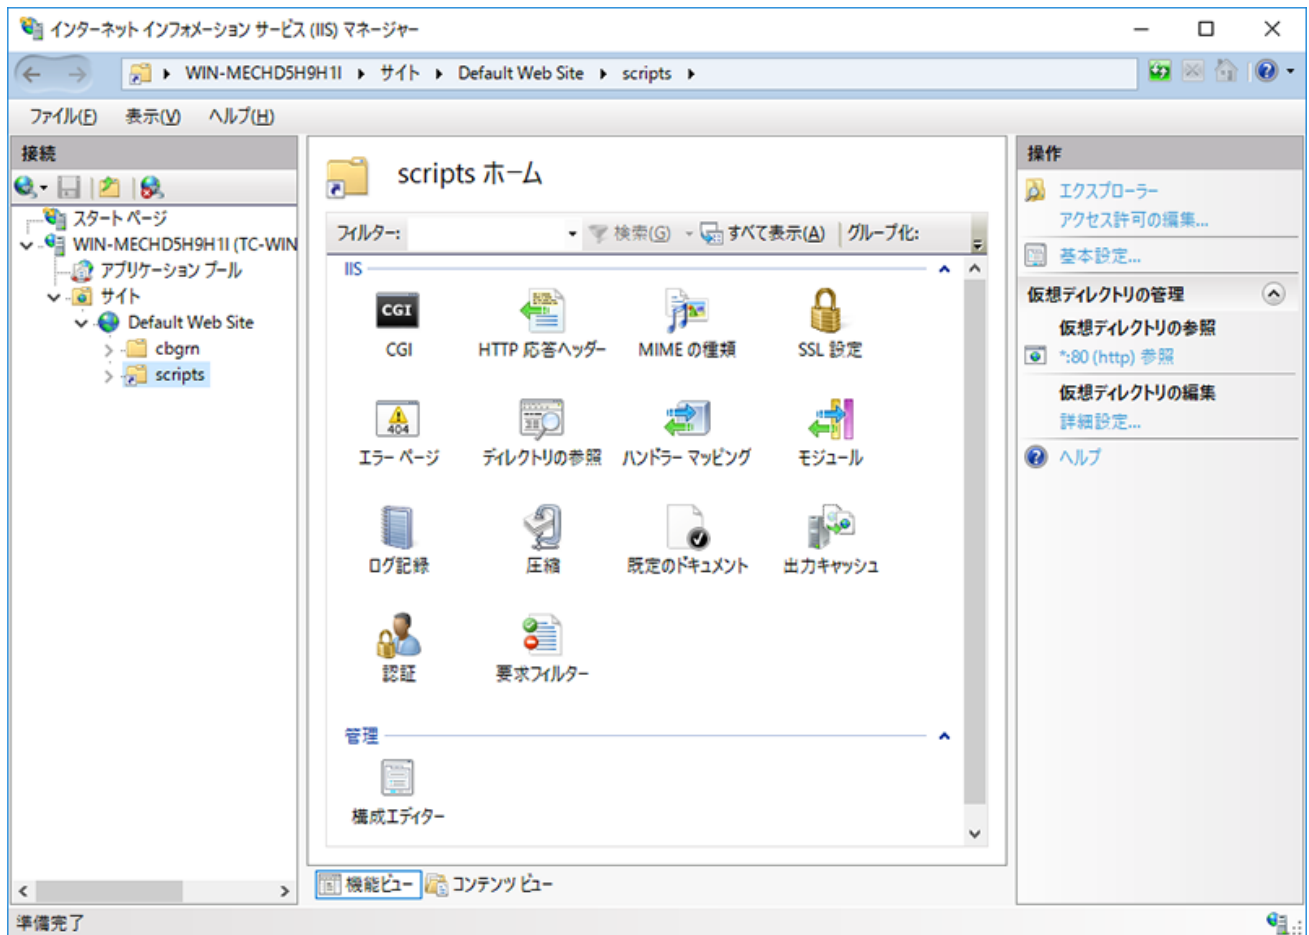 インターネット インフォメーション サービス (IIS) マネージャー
WIN-MECHD5H9H1I サイト Default Web Site scripts
ファイル(F) 表示(V) ヘルプ(H)
接続
スタート ページ
WIN-MECHD5H9H1I (TC-WIN
アプリケーション プール
サイト
Default Web Site
cbgrn
scripts
scripts ホーム
フィルター: 検索(G) すべて表示(A) グループ化:
IIS
CGI
CGI HTTP 応答ヘッダー MIME の種類 SSL 設定
404
エラー ページ ディレクトリの参照 ハンドラー マッピング モジュール
ログ記録 圧縮 既定のドキュメント 出力キャッシュ
認証 要求フィルター
管理
構成エディター
機能ビュー コンテンツ ビュー
操作
エクスプローラー
アクセス許可の編集...
基本設定...
仮想ディレクトリの管理
仮想ディレクトリの参照
*:80 (http) 参照
仮想ディレクトリの編集
詳細設定...
ヘルプ
準備完了